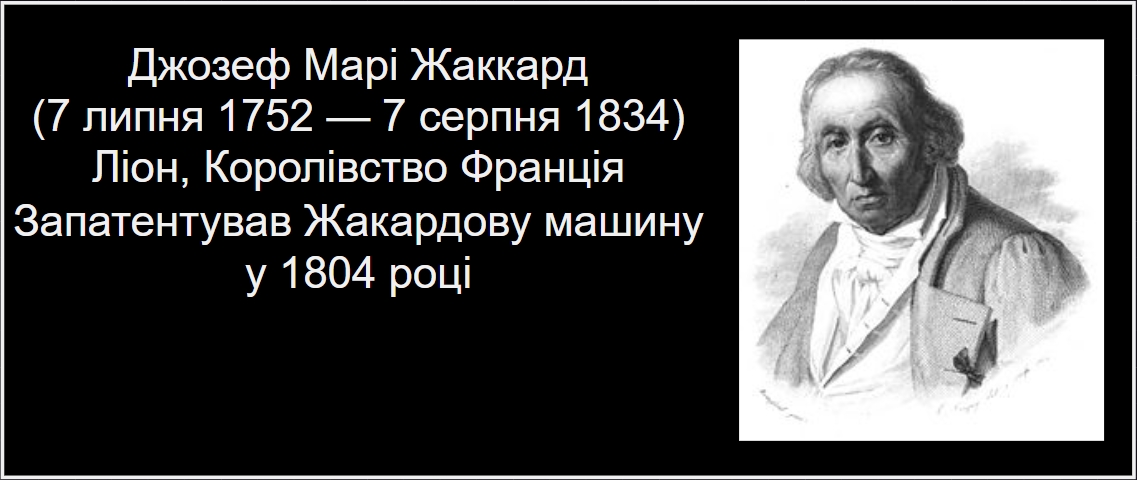 Джозеф Марі Жаккард
(7 липня 1752 — 7 серпня 1834)
Ліон, Королівство Франція
Запатентував Жакардову машину
у 1804 році